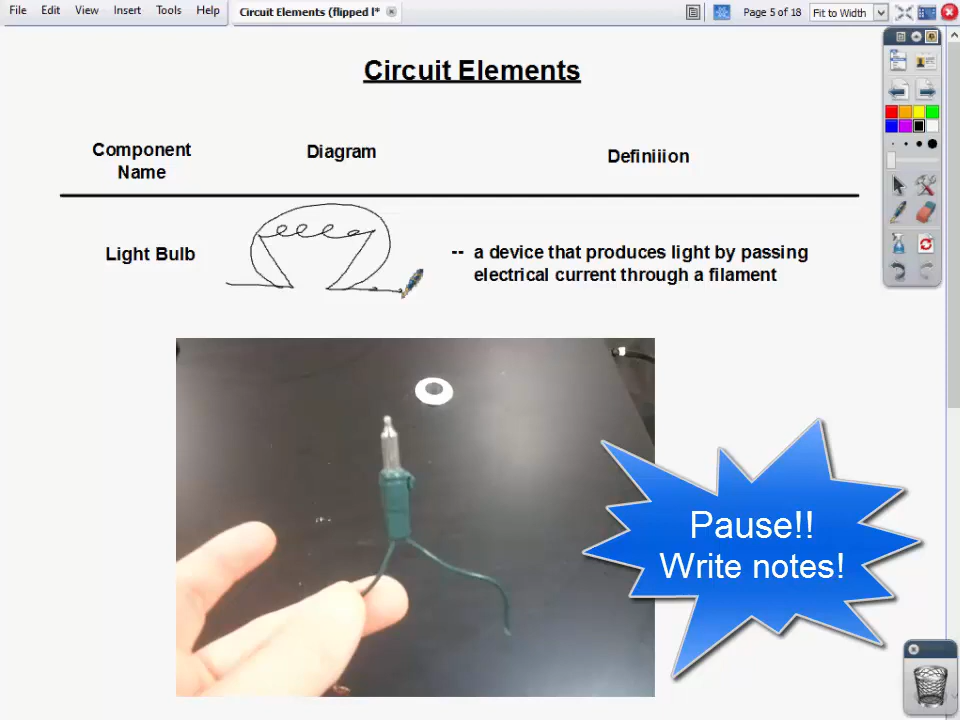 File Edit View Insert Tools Help Circuit Elements (flipped l* Page 5 of 18 Fit to Width
Circuit Elements
Component Name
Diagram
Definiiion
Light Bulb
-- a device that produces light by passing
electrical current through a filament
Pause!!
Write notes!